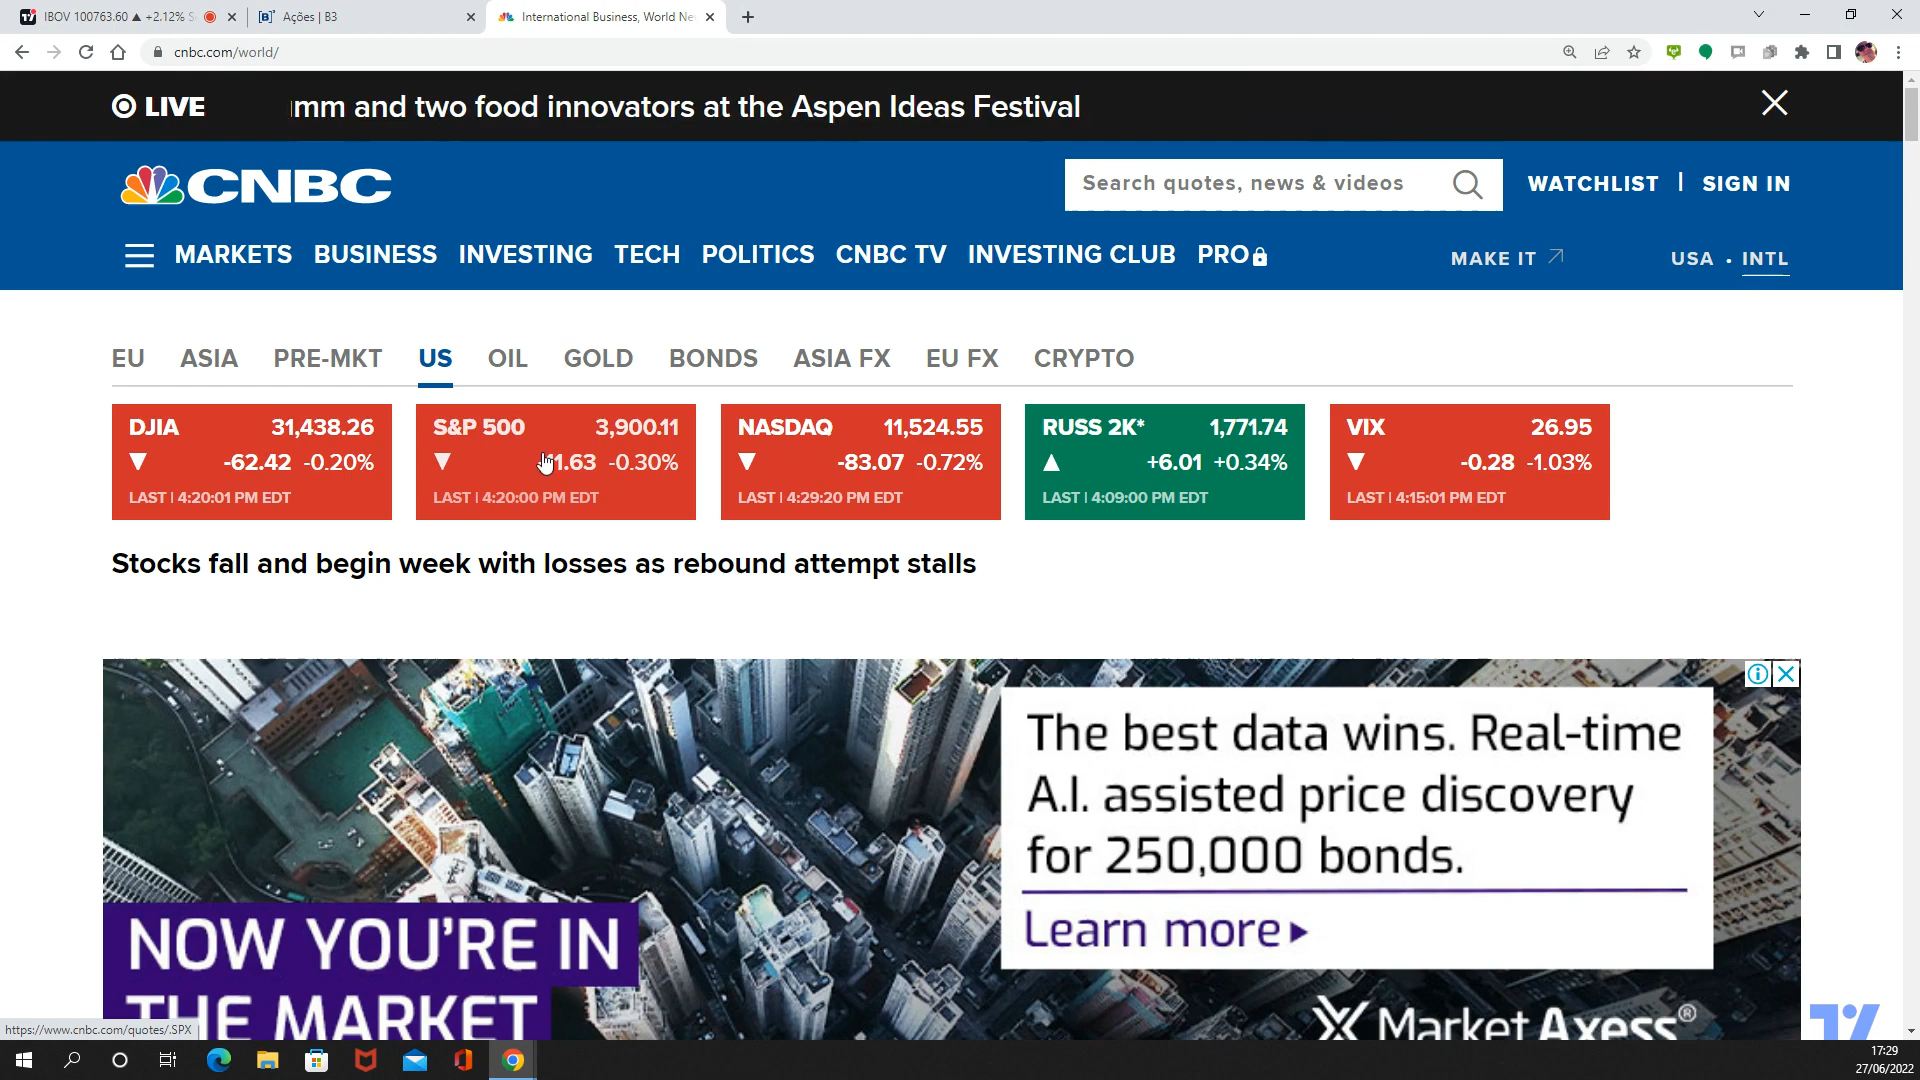 IBOV 100763.60 ▲ +2.12%
Ações | B3
International Business, World Ne
cnbc.com/world/
LIVE
mm and two food innovators at the Aspen Ideas Festival
CNBC
Search quotes, news & videos
WATCHLIST | SIGN IN
MARKETS BUSINESS INVESTING TECH POLITICS CNBC TV INVESTING CLUB PRO
MAKE IT
USA • INTL
EU ASIA PRE-MKT US OIL GOLD BONDS ASIA FX EU FX CRYPTO
DJIA 31,438.26
▼ -62.42 -0.20%
LAST | 4:20:01 PM EDT
S&P 500 3,900.11
▼ 11.63 -0.30%
LAST | 4:20:00 PM EDT
NASDAQ 11,524.55
▼ -83.07 -0.72%
LAST | 4:29:20 PM EDT
RUSS 2K* 1,771.74
▲ +6.01 +0.34%
LAST | 4:09:00 PM EDT
VIX 26.95
▼ -0.28 -1.03%
LAST | 4:15:01 PM EDT
Stocks fall and begin week with losses as rebound attempt stalls
The best data wins. Real-time
A.I. assisted price discovery
for 250,000 bonds.
Learn more
NOW YOU'RE IN
THE MARKET
MarketAxess®
https://www.cnbc.com/quotes/.SPX
17:29
27/06/2022